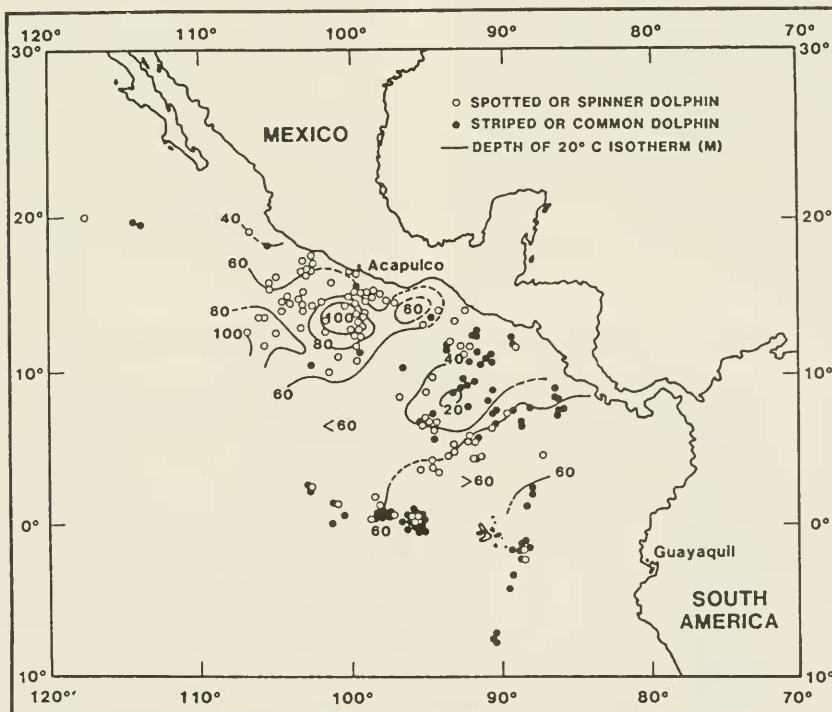 120° 110° 100° 90° 80° 70°
30° 30°
○ SPOTTED OR SPINNER DOLPHIN
MEXICO
● STRIPED OR COMMON DOLPHIN
— DEPTH OF 20° C ISOTHERM (M)
20° 20°
40
60
Acapulco
80
100
100
60
80
10° 10°
60
40
20
<60
>60
60
0° 0°
60
Guayaquil
SOUTH
AMERICA
10° 10°
120° 110° 100° 90° 80° 70°